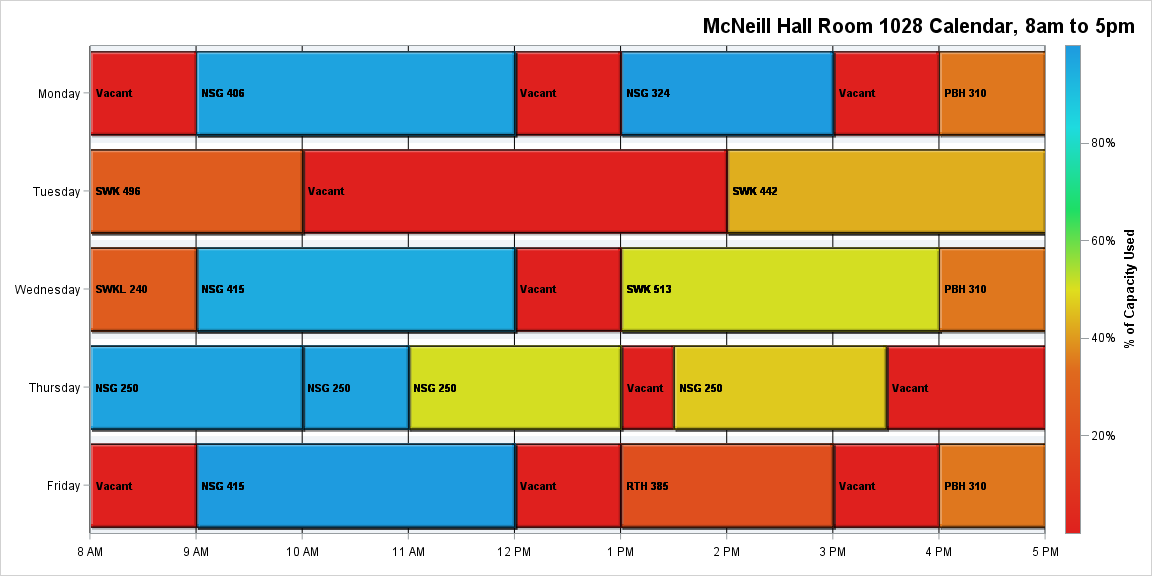 McNeill Hall Room 1028 Calendar, 8am to 5pm
Monday
Vacant
NSG 406
Vacant
NSG 324
Vacant
PBH 310
Tuesday
SWK 496
Vacant
SWK 442
Wednesday
SWKL 240
NSG 415
Vacant
SWK 513
PBH 310
Thursday
NSG 250
NSG 250
NSG 250
Vacant
NSG 250
Vacant
Friday
Vacant
NSG 415
Vacant
RTH 385
Vacant
PBH 310
8 AM
9 AM
10 AM
11 AM
12 PM
1 PM
2 PM
3 PM
4 PM
5 PM
80%
60%
40%
20%
% of Capacity Used